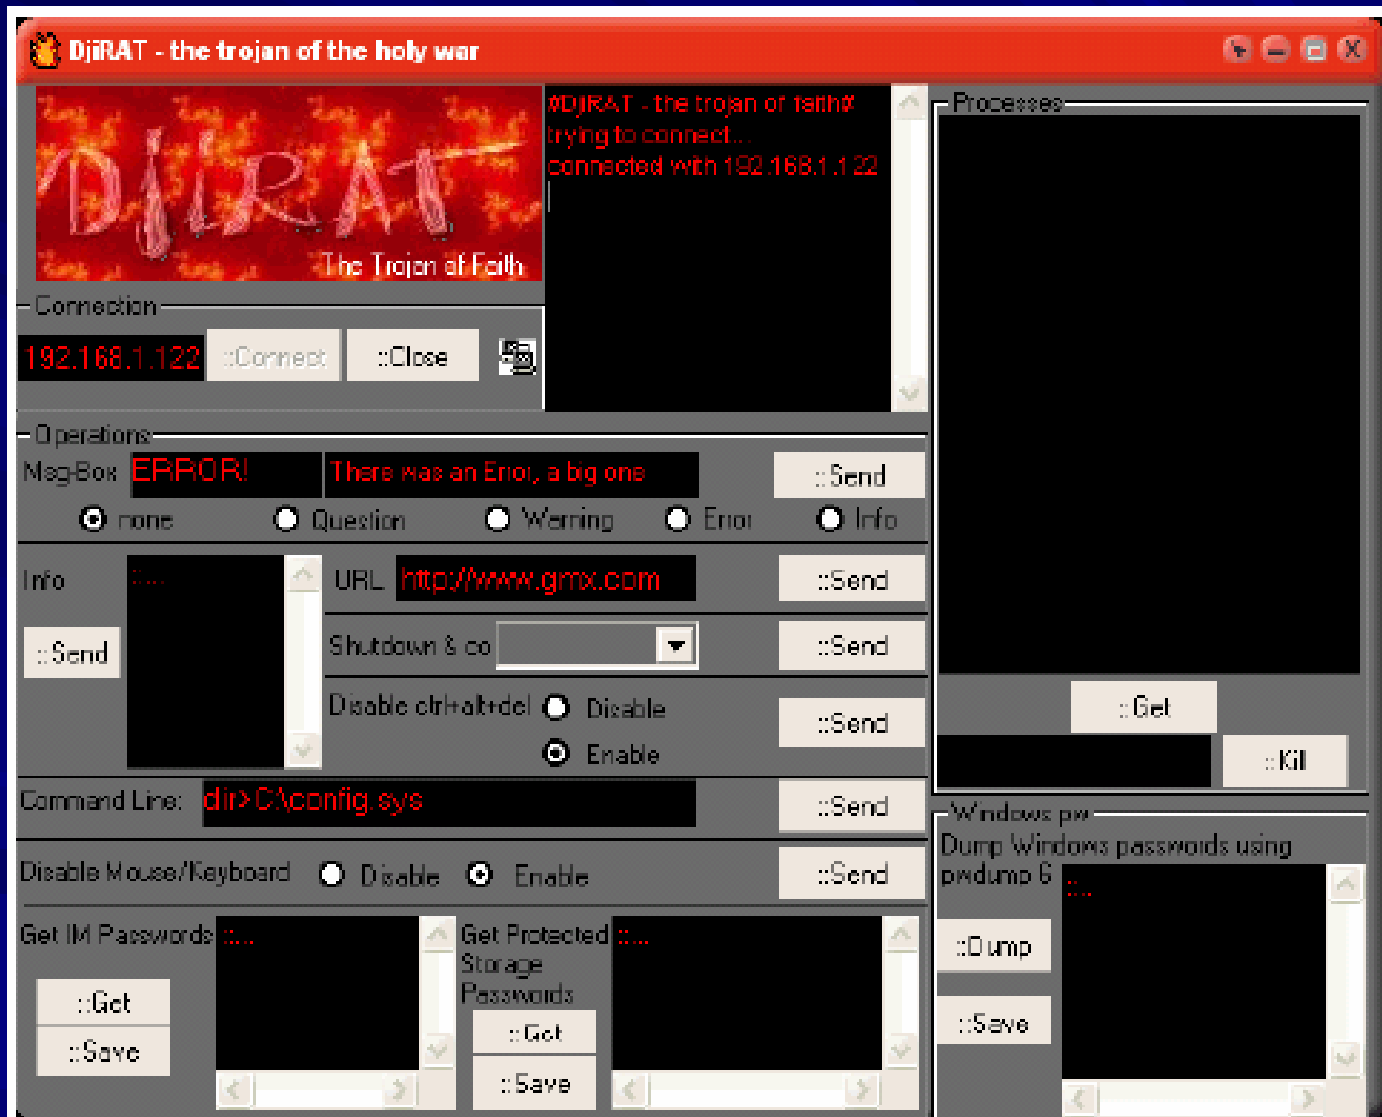 DjiRAT - the trojan of the holy war
DjiRAT
The Trojan of Faith
#DjiRAT - the trojan of faith#
trying to connect...
connected with 192.168.1.122
Connection
192.168.1.122 ::Connect ::Close
Operations
Msg-Box ERROR! There was an Error, a big one ::Send
none Question Warning Error Info
Info ::...
::Send
URL http://www.gmx.com ::Send
Shutdown & co ::Send
Disable ctrl+alt+del Disable ::Send
Enable
Command Line: dir>C:\config.sys ::Send
Disable Mouse/Keyboard Disable Enable ::Send
Get IM Passwords ::...
::Get
::Save
Get Protected ::...
Storage
Passwords
::Get
::Save
Processes
::Get
::Kill
Windows pw
Dump Windows passwords using
pwdump 6 ::...
::Dump
::Save